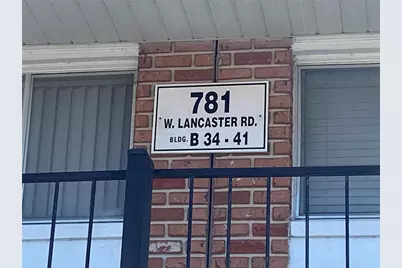 781
"W. LANCASTER RD."
BLDG. B 34 - 41